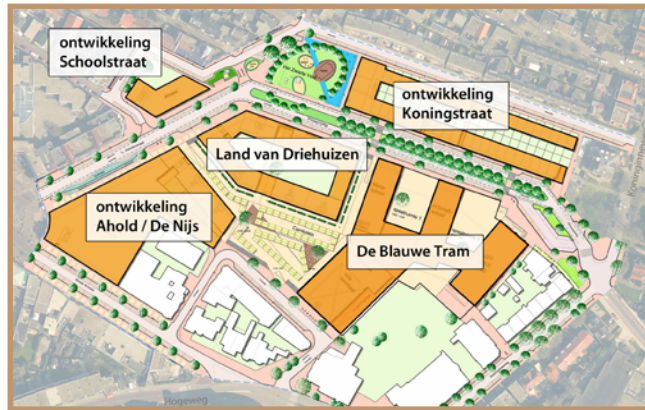 ontwikkeling
Schoolstraat
ontwikkeling
Koningstraat
Land van Driehuizen
ontwikkeling
Ahold / De Nijs
De Blauwe Tram
Hogeweg